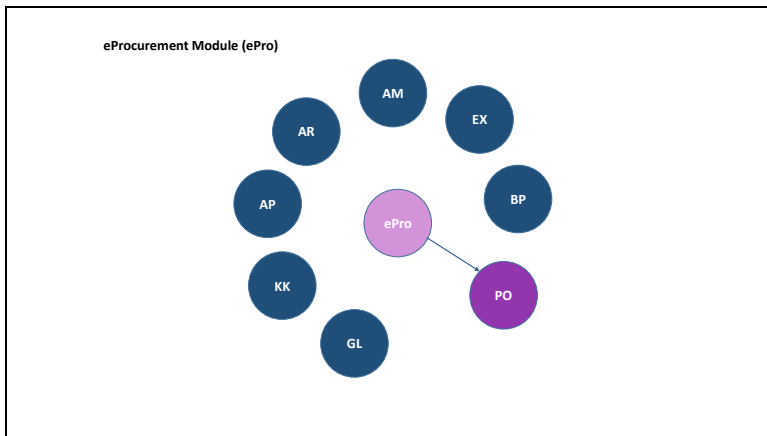 eProcurement Module (ePro)
AM
EX
AR
BP
AP
ePro
PO
KK
GL